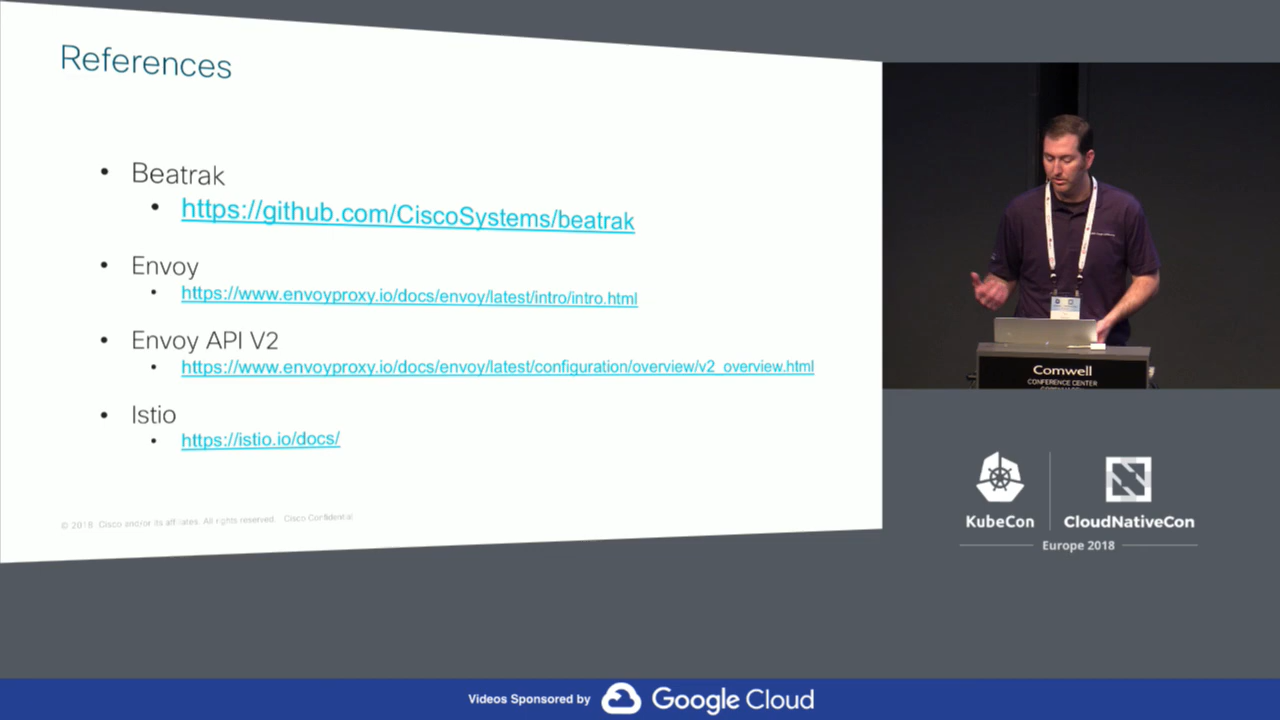 References
• Beatrak
• https://github.com/CiscoSystems/beatrak
• Envoy
• https://www.envoyproxy.io/docs/envoy/latest/intro/intro.html
• Envoy API V2
• https://www.envoyproxy.io/docs/envoy/latest/configuration/overview/v2_overview.html
• Istio
• https://istio.io/docs/
© 2018 Cisco and/or its affiliates. All rights reserved. Cisco Confidential
Comwell
CONFERENCE CENTER
KubeCon
CloudNativeCon
Europe 2018
Videos Sponsored by Google Cloud